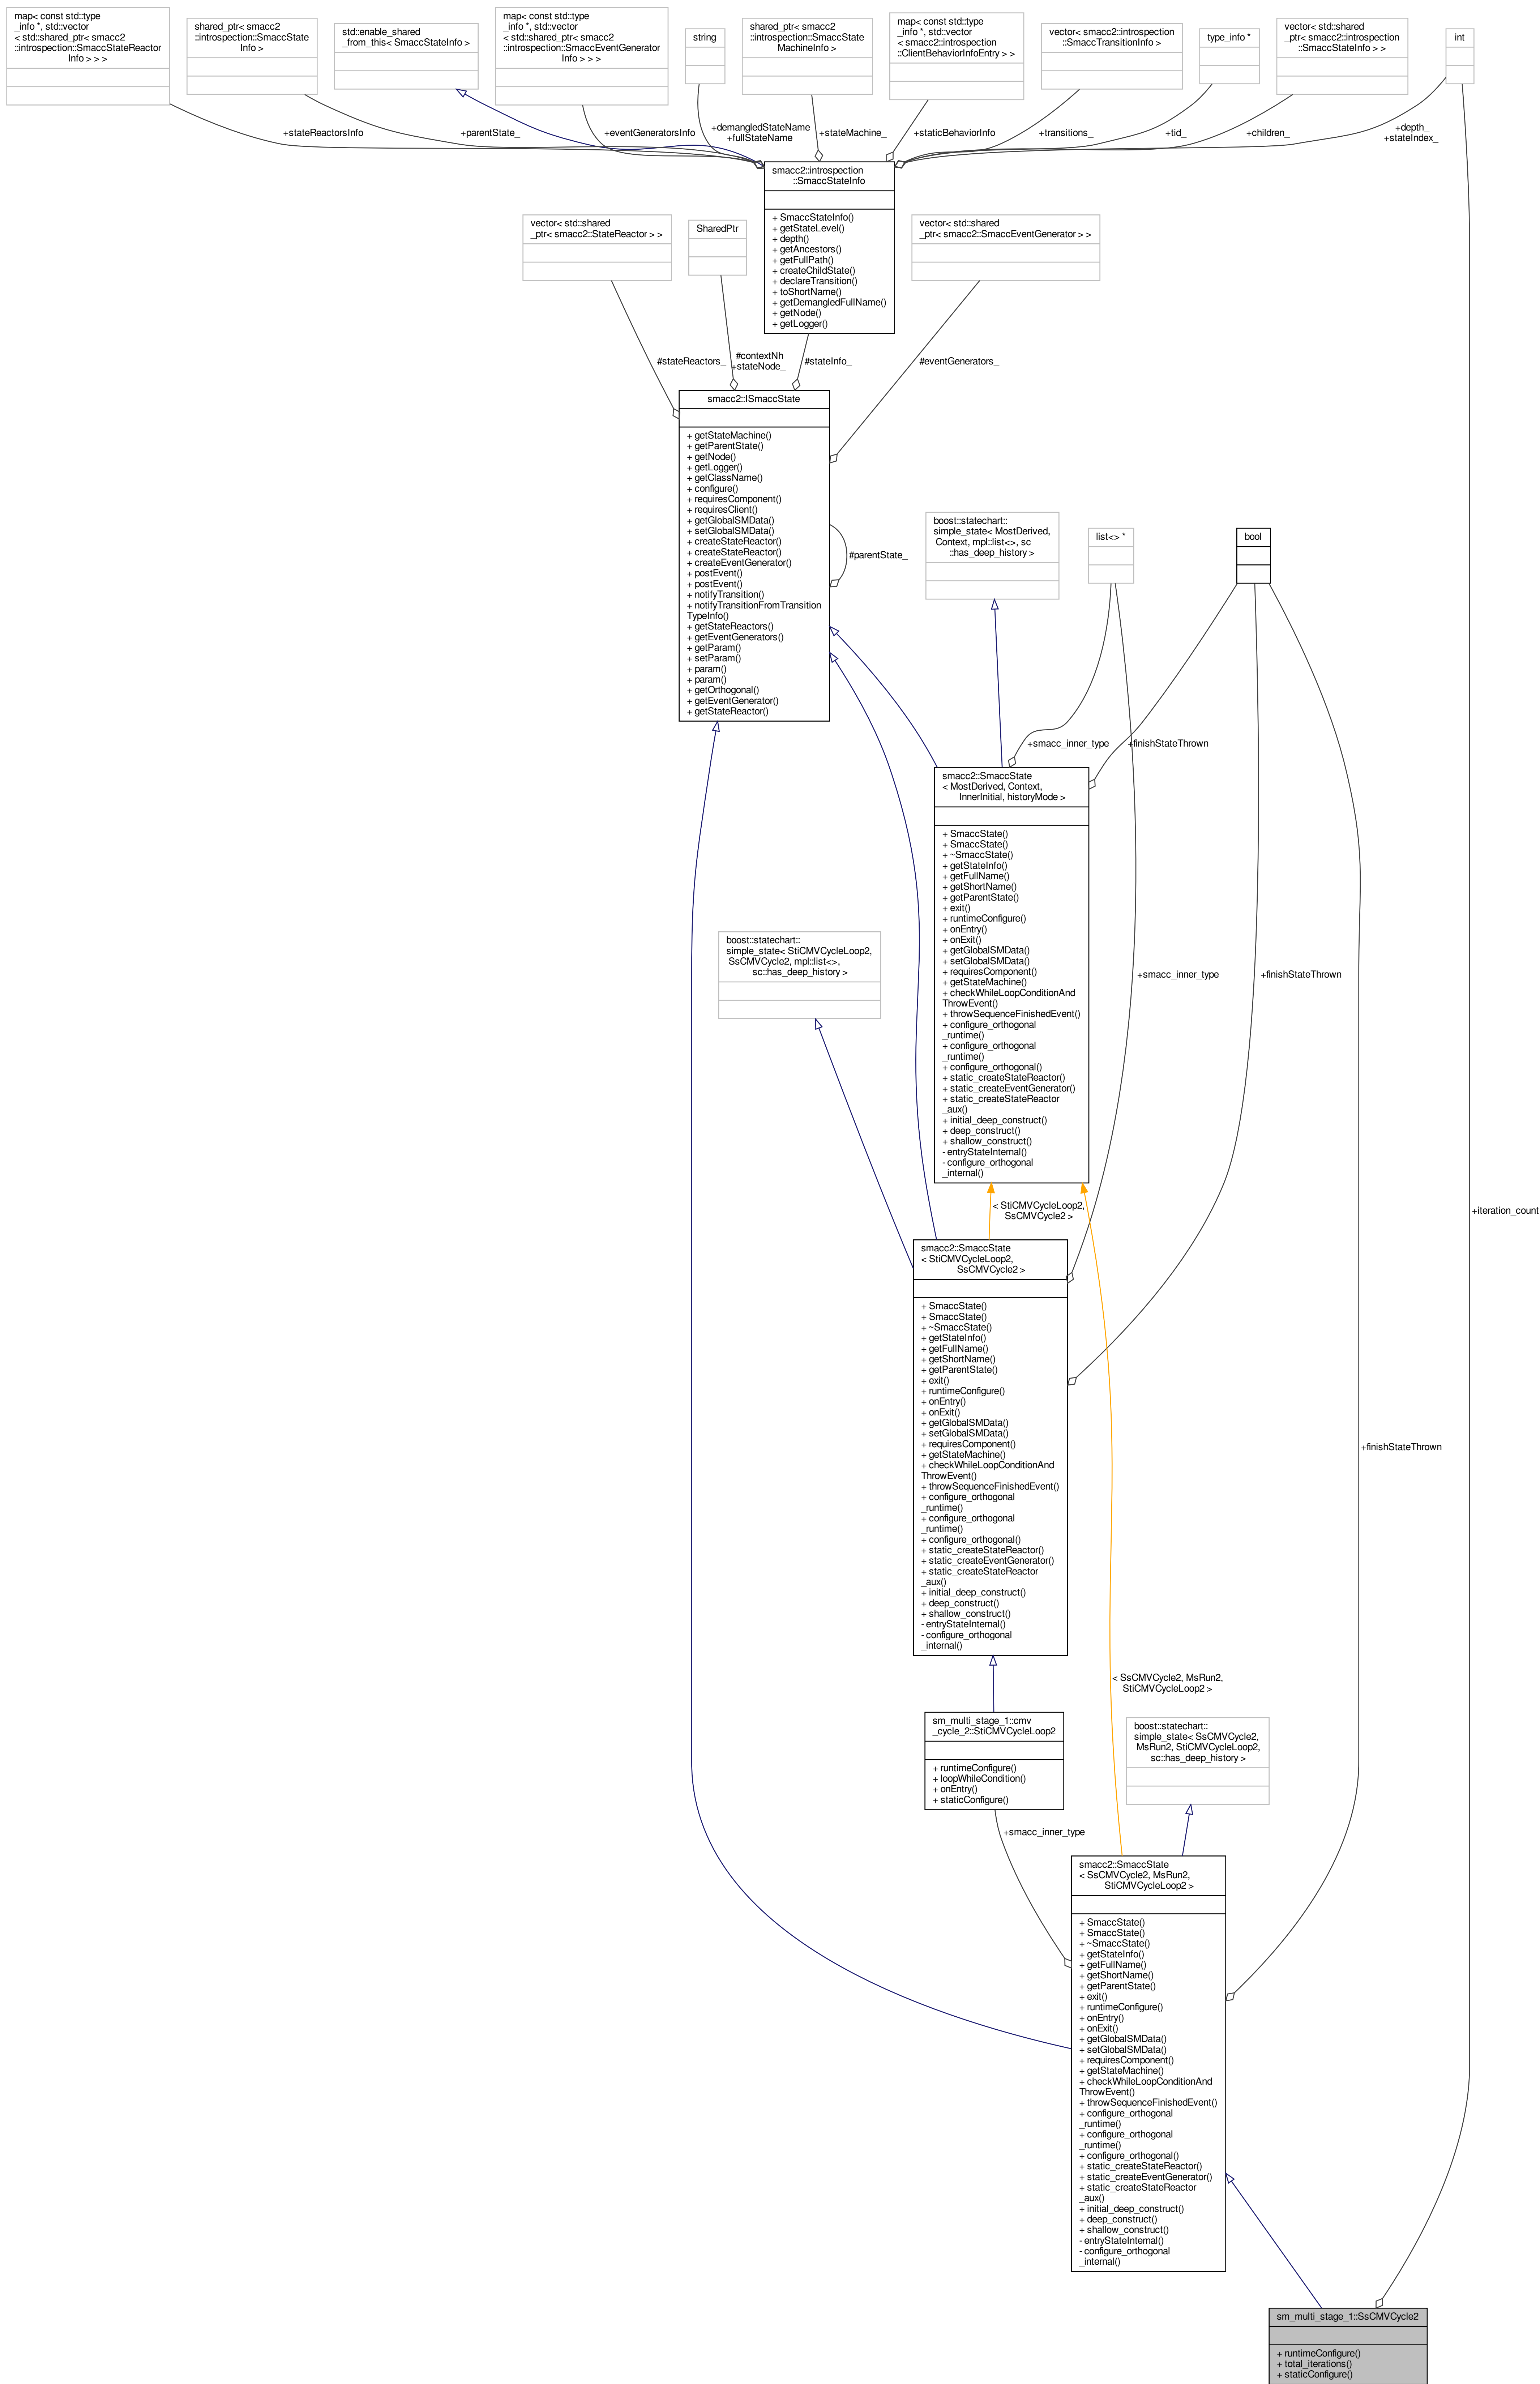 map< const std::type
_info *, std::vector
< std::shared_ptr< smacc2
::introspection::SmaccStateReactor
Info > > >
shared_ptr< smacc2
::introspection::SmaccState
Info >
std::enable_shared
_from_this< SmaccStateInfo >
map< const std::type
_info *, std::vector
< std::shared_ptr< smacc2
::introspection::SmaccEventGenerator
Info > > >
string
shared_ptr< smacc2
::introspection::SmaccState
MachineInfo >
map< const std::type
_info *, std::vector
< smacc2::introspection
::ClientBehaviorInfoEntry > >
vector< smacc2::introspection
::SmaccTransitionInfo >
type_info *
vector< std::shared
_ptr< smacc2::introspection
::SmaccStateInfo > >
int
+stateReactorsInfo
+parentState_
+eventGeneratorsInfo
+demangledStateName
+fullStateName
+stateMachine_
+staticBehaviorInfo
+transitions_
+tid_
+children_
+depth_
+stateIndex_
smacc2::introspection
::SmaccStateInfo
+ SmaccStateInfo()
+ getStateLevel()
+ depth()
+ getAncestors()
+ getFullPath()
+ createChildState()
+ declareTransition()
+ toShortName()
+ getDemangledFullName()
+ getNode()
+ getLogger()
vector< std::shared
_ptr< smacc2::StateReactor > >
SharedPtr
vector< std::shared
_ptr< smacc2::SmaccEventGenerator > >
#stateReactors_
#contextNh
+stateNode_
#stateInfo_
#eventGenerators_
smacc2::ISmaccState
+ getStateMachine()
+ getParentState()
+ getNode()
+ getLogger()
+ getClassName()
+ configure()
+ requiresComponent()
+ requiresClient()
+ getGlobalSMData()
+ setGlobalSMData()
+ createStateReactor()
+ createStateReactor()
+ createEventGenerator()
+ postEvent()
+ postEvent()
+ notifyTransition()
+ notifyTransitionFromTransition
TypeInfo()
+ getStateReactors()
+ getEventGenerators()
+ getParam()
+ setParam()
+ param()
+ param()
+ getOrthogonal()
+ getEventGenerator()
+ getStateReactor()
#parentState_
boost::statechart::
simple_state< MostDerived,
Context, mpl::list<>, sc
::has_deep_history >
list<> *
bool
+smacc_inner_type
+finishStateThrown
smacc2::SmaccState
< MostDerived, Context,
InnerInitial, historyMode >
+ SmaccState()
+ SmaccState()
+ ~SmaccState()
+ getStateInfo()
+ getFullName()
+ getShortName()
+ getParentState()
+ exit()
+ runtimeConfigure()
+ onEntry()
+ onExit()
+ getGlobalSMData()
+ setGlobalSMData()
+ requiresComponent()
+ getStateMachine()
+ checkWhileLoopConditionAnd
ThrowEvent()
+ throwSequenceFinishedEvent()
+ configure_orthogonal
_runtime()
+ configure_orthogonal
_runtime()
+ configure_orthogonal()
+ static_createStateReactor()
+ static_createEventGenerator()
+ static_createStateReactor
_aux()
+ initial_deep_construct()
+ deep_construct()
+ shallow_construct()
- entryStateInternal()
- configure_orthogonal
_internal()
boost::statechart::
simple_state< StiCMVCycleLoop2,
SsCMVCycle2, mpl::list<>,
sc::has_deep_history >
+smacc_inner_type
+finishStateThrown
< StiCMVCycleLoop2,
SsCMVCycle2 >
+iteration_count
smacc2::SmaccState
< StiCMVCycleLoop2,
SsCMVCycle2 >
+ SmaccState()
+ SmaccState()
+ ~SmaccState()
+ getStateInfo()
+ getFullName()
+ getShortName()
+ getParentState()
+ exit()
+ runtimeConfigure()
+ onEntry()
+ onExit()
+ getGlobalSMData()
+ setGlobalSMData()
+ requiresComponent()
+ getStateMachine()
+ checkWhileLoopConditionAnd
ThrowEvent()
+ throwSequenceFinishedEvent()
+ configure_orthogonal
_runtime()
+ configure_orthogonal
_runtime()
+ configure_orthogonal()
+ static_createStateReactor()
+ static_createEventGenerator()
+ static_createStateReactor
_aux()
+ initial_deep_construct()
+ deep_construct()
+ shallow_construct()
- entryStateInternal()
- configure_orthogonal
_internal()
+finishStateThrown
< SsCMVCycle2, MsRun2,
StiCMVCycleLoop2 >
sm_multi_stage_1::cmv
_cycle_2::StiCMVCycleLoop2
+ runtimeConfigure()
+ loopWhileCondition()
+ onEntry()
+ staticConfigure()
boost::statechart::
simple_state< SsCMVCycle2,
MsRun2, StiCMVCycleLoop2,
sc::has_deep_history >
+smacc_inner_type
smacc2::SmaccState
< SsCMVCycle2, MsRun2,
StiCMVCycleLoop2 >
+ SmaccState()
+ SmaccState()
+ ~SmaccState()
+ getStateInfo()
+ getFullName()
+ getShortName()
+ getParentState()
+ exit()
+ runtimeConfigure()
+ onEntry()
+ onExit()
+ getGlobalSMData()
+ setGlobalSMData()
+ requiresComponent()
+ getStateMachine()
+ checkWhileLoopConditionAnd
ThrowEvent()
+ throwSequenceFinishedEvent()
+ configure_orthogonal
_runtime()
+ configure_orthogonal
_runtime()
+ configure_orthogonal()
+ static_createStateReactor()
+ static_createEventGenerator()
+ static_createStateReactor
_aux()
+ initial_deep_construct()
+ deep_construct()
+ shallow_construct()
- entryStateInternal()
- configure_orthogonal
_internal()
sm_multi_stage_1::SsCMVCycle2
+ runtimeConfigure()
+ total_iterations()
+ staticConfigure()